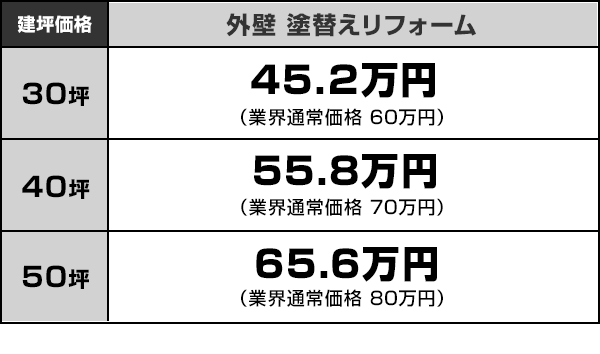 建坪価格
外壁 塗替えリフォーム
30坪
45.2万円
（業界通常価格 60万円）
40坪
55.8万円
（業界通常価格 70万円）
50坪
65.6万円
（業界通常価格 80万円）